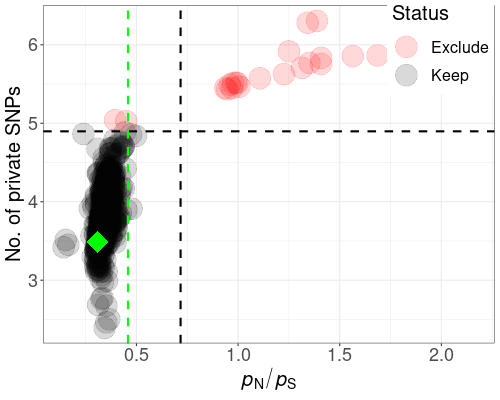 Status
Exclude
Keep
No. of private SNPs
6
5
4
3
0.5 1.0 1.5 2.0
pN/pS